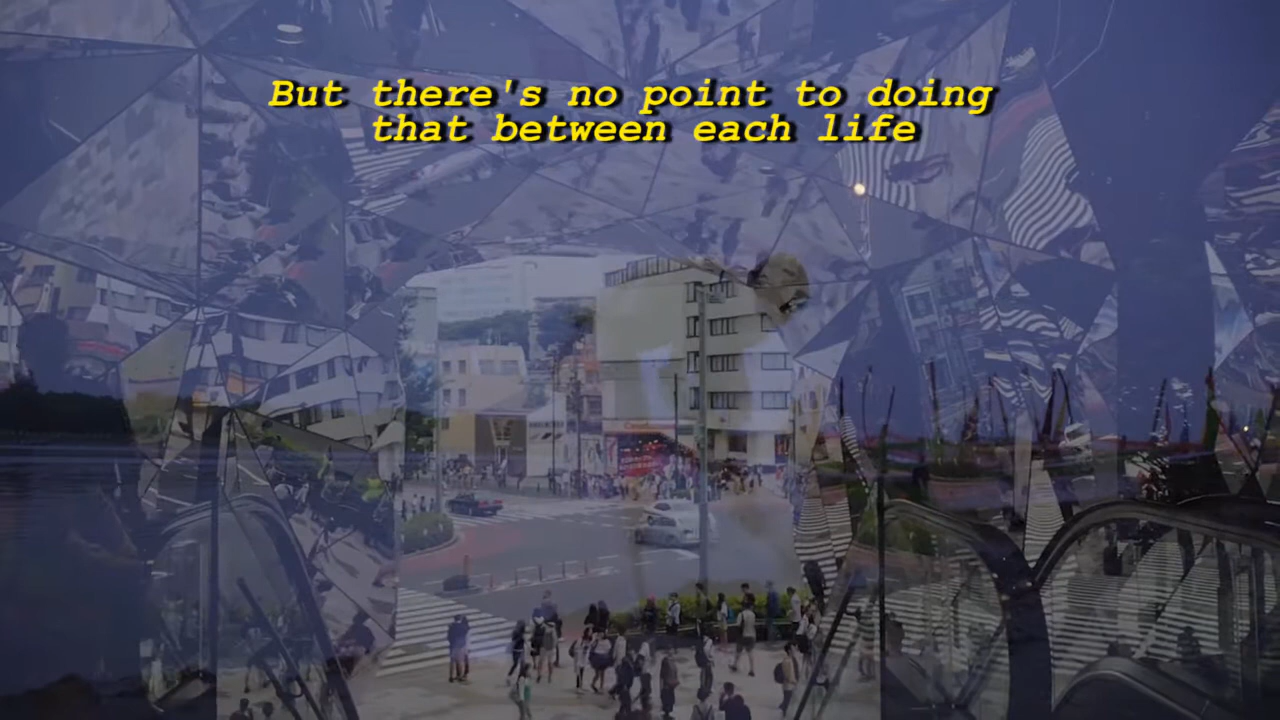 But there's no point to doing
that between each life